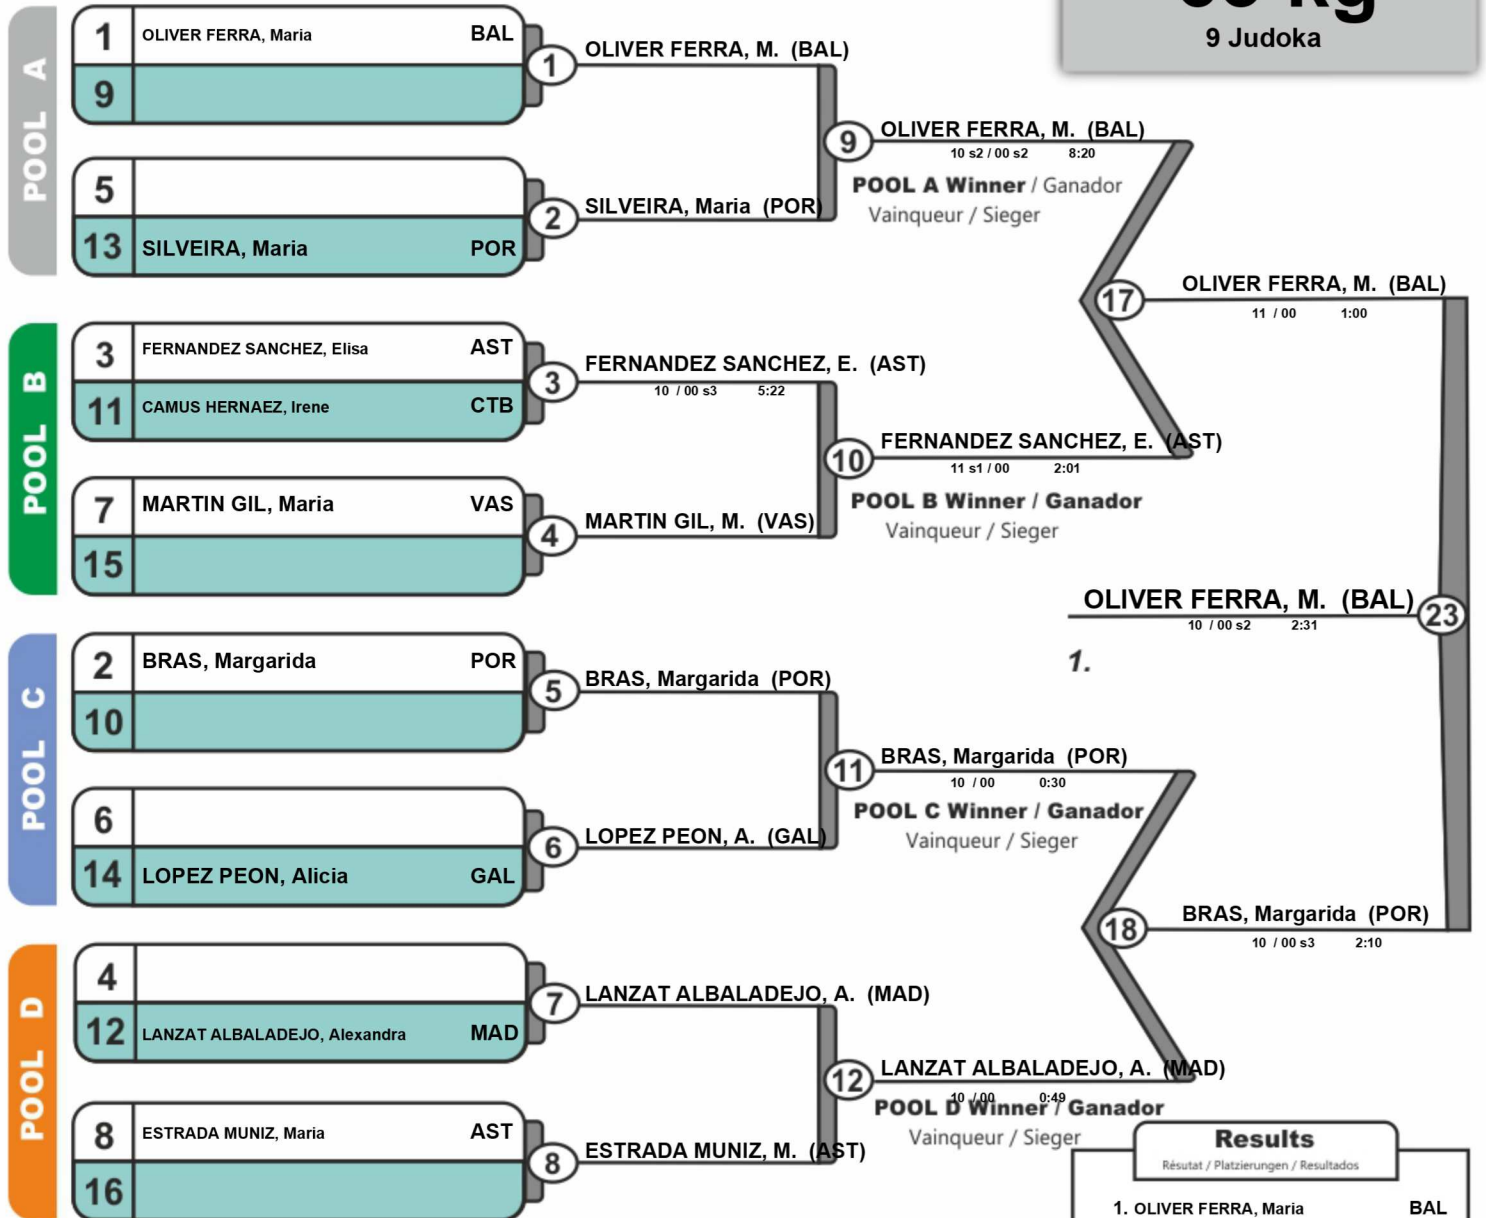 9 Judoka
POOL A
1 OLIVER FERRA, Maria BAL
9
5
13 SILVEIRA, Maria POR
POOL B
3 FERNANDEZ SANCHEZ, Elisa AST
11 CAMUS HERNAEZ, Irene CTB
7 MARTIN GIL, Maria VAS
15
POOL C
2 BRAS, Margarida POR
10
6
14 LOPEZ PEON, Alicia GAL
POOL D
4
12 LANZAT ALBALADEJO, Alexandra MAD
8 ESTRADA MUNIZ, Maria AST
16
1 OLIVER FERRA, M. (BAL)
2 SILVEIRA, Maria (POR)
3 FERNANDEZ SANCHEZ, E. (AST)
10 / 00 s3 5:22
4 MARTIN GIL, M. (VAS)
5 BRAS, Margarida (POR)
6 LOPEZ PEON, A. (GAL)
7 LANZAT ALBALADEJO, A. (MAD)
8 ESTRADA MUNIZ, M. (AST)
9 OLIVER FERRA, M. (BAL)
10 s2 / 00 s2 8:20
POOL A Winner / Ganador
Vainqueur / Sieger
10 FERNANDEZ SANCHEZ, E. (AST)
11 s1 / 00 2:01
POOL B Winner / Ganador
Vainqueur / Sieger
11 BRAS, Margarida (POR)
10 / 00 0:30
POOL C Winner / Ganador
Vainqueur / Sieger
12 LANZAT ALBALADEJO, A. (MAD)
10 / 00 0:49
POOL D Winner / Ganador
Vainqueur / Sieger
17 OLIVER FERRA, M. (BAL)
11 / 00 1:00
18 BRAS, Margarida (POR)
10 / 00 s3 2:10
OLIVER FERRA, M. (BAL) 23
10 / 00 s2 2:31
1.
Results
Résutat / Platzierungen / Resultados
1. OLIVER FERRA, Maria BAL